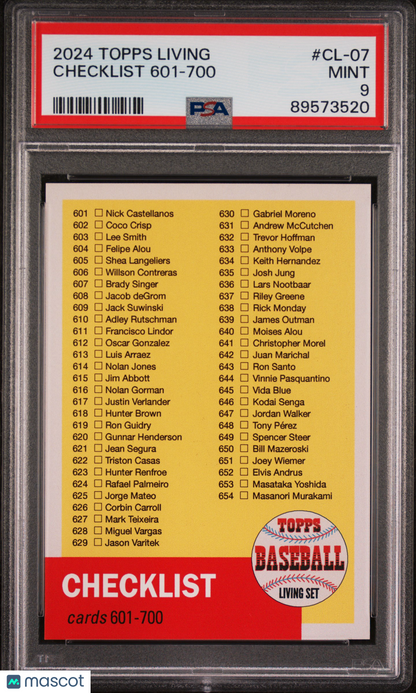 2024 TOPPS LIVING
CHECKLIST 601-700
#CL-07
MINT
9
PSA
89573520
601 Nick Castellanos
602 Coco Crisp
603 Lee Smith
604 Felipe Alou
605 Shea Langeliers
606 Willson Contreras
607 Brady Singer
608 Jacob deGrom
609 Jack Suwinski
610 Adley Rutschman
611 Francisco Lindor
612 Oscar Gonzalez
613 Luis Arraez
614 Nolan Jones
615 Jim Abbott
616 Nolan Gorman
617 Justin Verlander
618 Hunter Brown
619 Ron Guidry
620 Gunnar Henderson
621 Jean Segura
622 Triston Casas
623 Hunter Renfroe
624 Rafael Palmeiro
625 Jorge Mateo
626 Corbin Carroll
627 Mark Teixeira
628 Miguel Vargas
629 Jason Varitek
630 Gabriel Moreno
631 Andrew McCutchen
632 Trevor Hoffman
633 Anthony Volpe
634 Keith Hernandez
635 Josh Jung
636 Lars Nootbaar
637 Riley Greene
638 Rick Monday
639 James Outman
640 Moises Alou
641 Christopher Morel
642 Juan Marichal
643 Ron Santo
644 Vinnie Pasquantino
645 Vida Blue
646 Kodai Senga
647 Jordan Walker
648 Tony Pérez
649 Spencer Steer
650 Bill Mazeroski
651 Joey Wiemer
652 Elvis Andrus
653 Masataka Yoshida
654 Masanori Murakami
TOPPS
BASEBALL
LIVING SET
CHECKLIST
cards 601-700
mascot